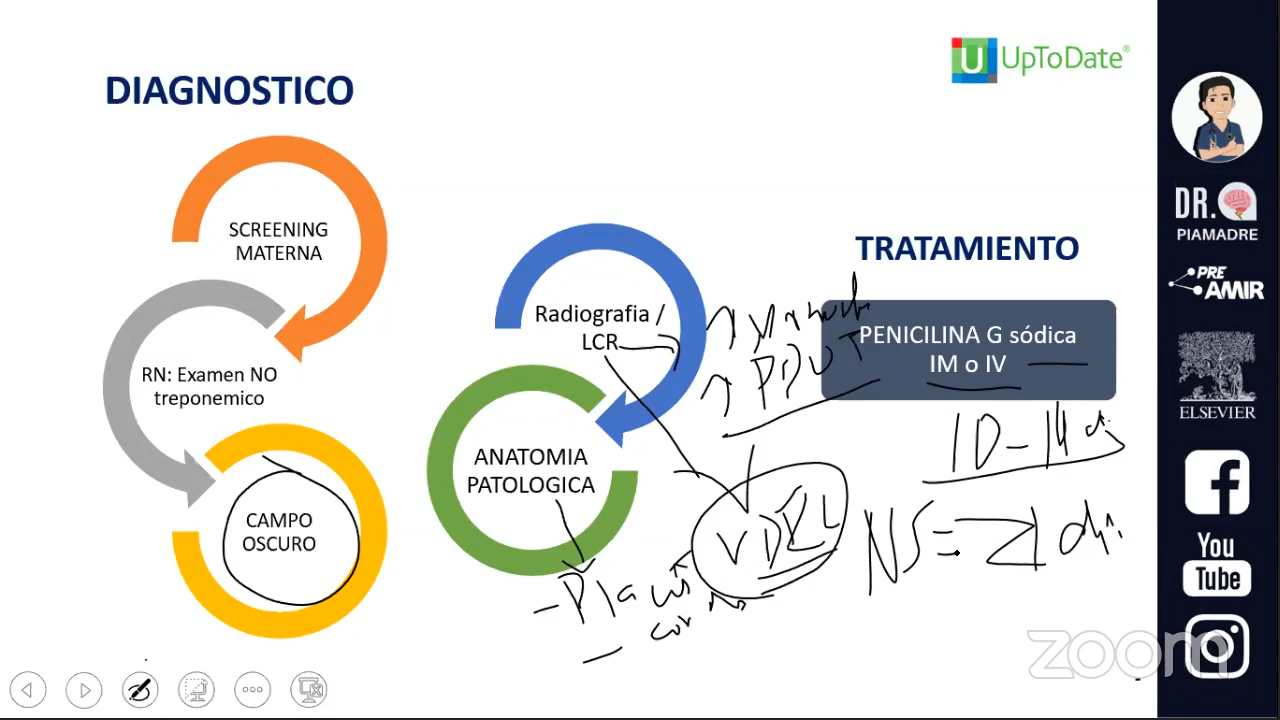 UpToDate®
DIAGNOSTICO
SCREENING
MATERNA
RN: Examen NO
treponemico
CAMPO
OSCURO
Radiografia /
LCR
ANATOMIA
PATOLOGICA
VDRL
TRATAMIENTO
PENICILINA G sódica
IM o IV
10-14 d
NS = 21 di
DR.
PIAMADRE
PRE
AMIR
ELSEVIER
You
Tube
zoom